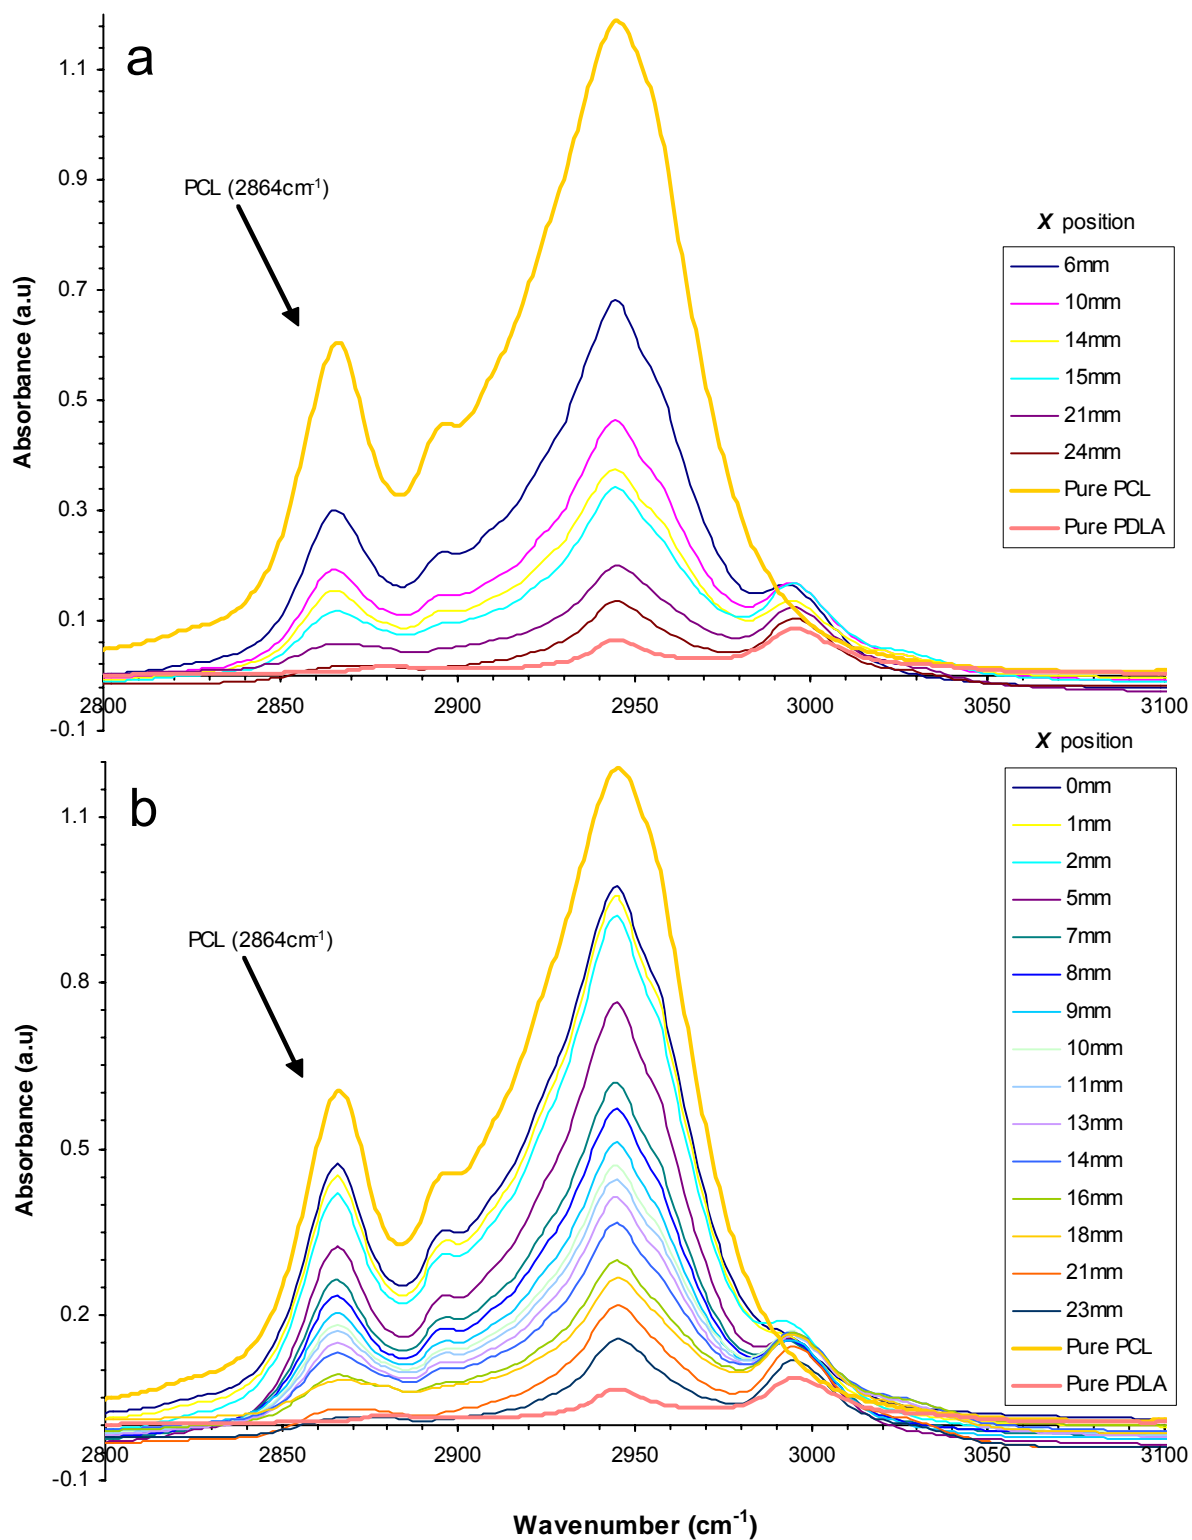 a
1.1
0.9
0.7
0.5
0.3
0.1
-0.1
Absorbance (a.u)
PCL (2864cm-1)
X position
6mm
10mm
14mm
15mm
21mm
24mm
Pure PCL
Pure PDLA
2800 2850 2900 2950 3000 3050 3100
b
1.1
0.8
0.5
0.2
-0.1
Absorbance (a.u)
PCL (2864cm-1)
X position
0mm
1mm
2mm
5mm
7mm
8mm
9mm
10mm
11mm
13mm
14mm
16mm
18mm
21mm
23mm
Pure PCL
Pure PDLA
2800 2850 2900 2950 3000 3050 3100
Wavenumber (cm-1)